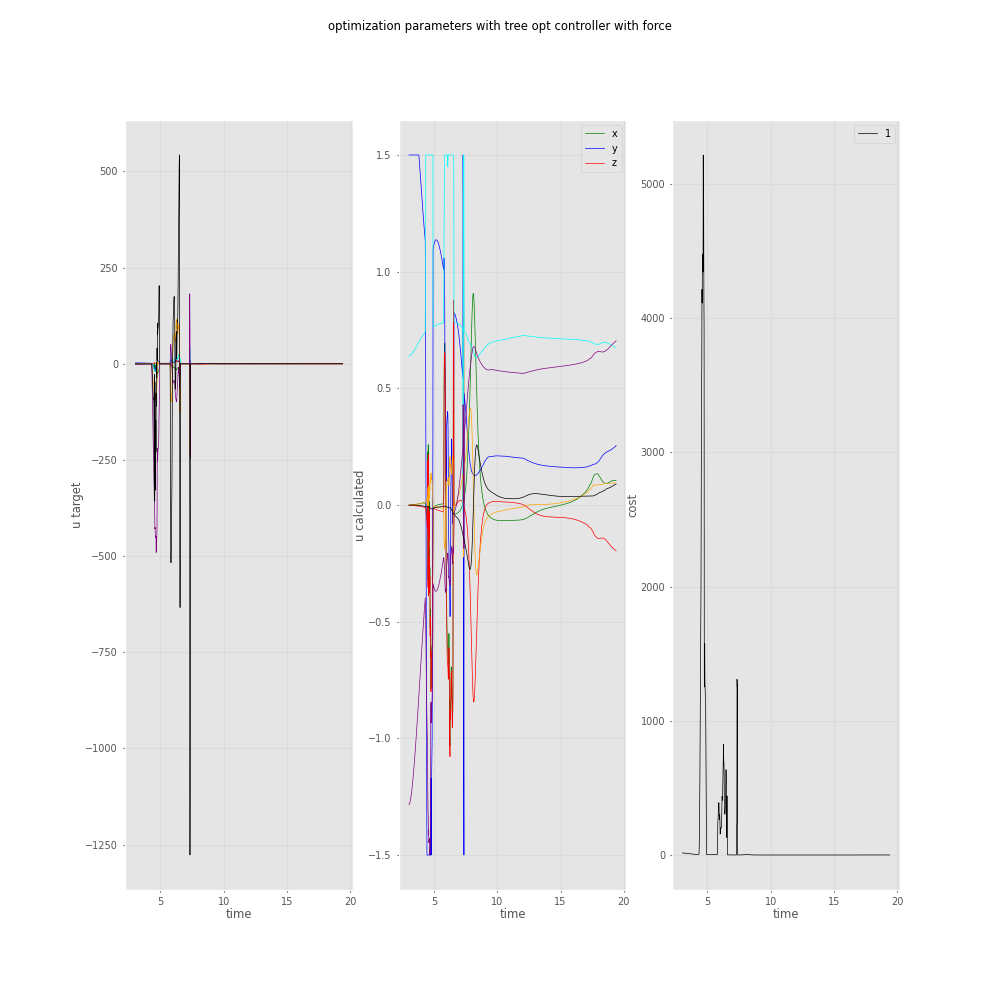 optimization parameters with tree opt controller with force
u target
500
250
0
−250
−500
−750
−1000
−1250
5 10 15 20
time
u calculated
1.5
1.0
0.5
0.0
−0.5
−1.0
−1.5
x
y
z
5 10 15 20
time
cost
5000
4000
3000
2000
1000
0
1
5 10 15 20
time